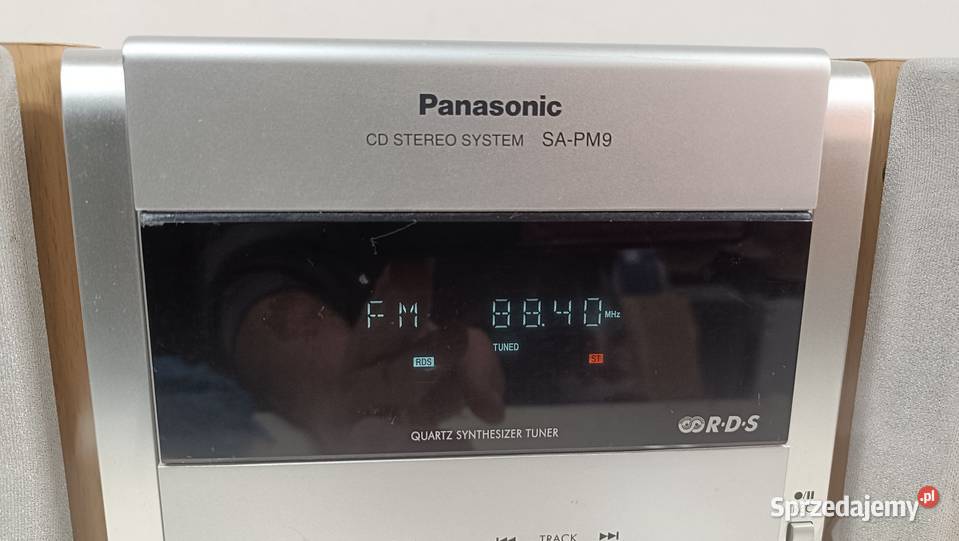 Panasonic
CD STEREO SYSTEM SA-PM9
FM 88.40 MHz
TUNED
RDS ST
QUARTZ SYNTHESIZER TUNER R·D·S
TRACK
Sprzedajemy.pl